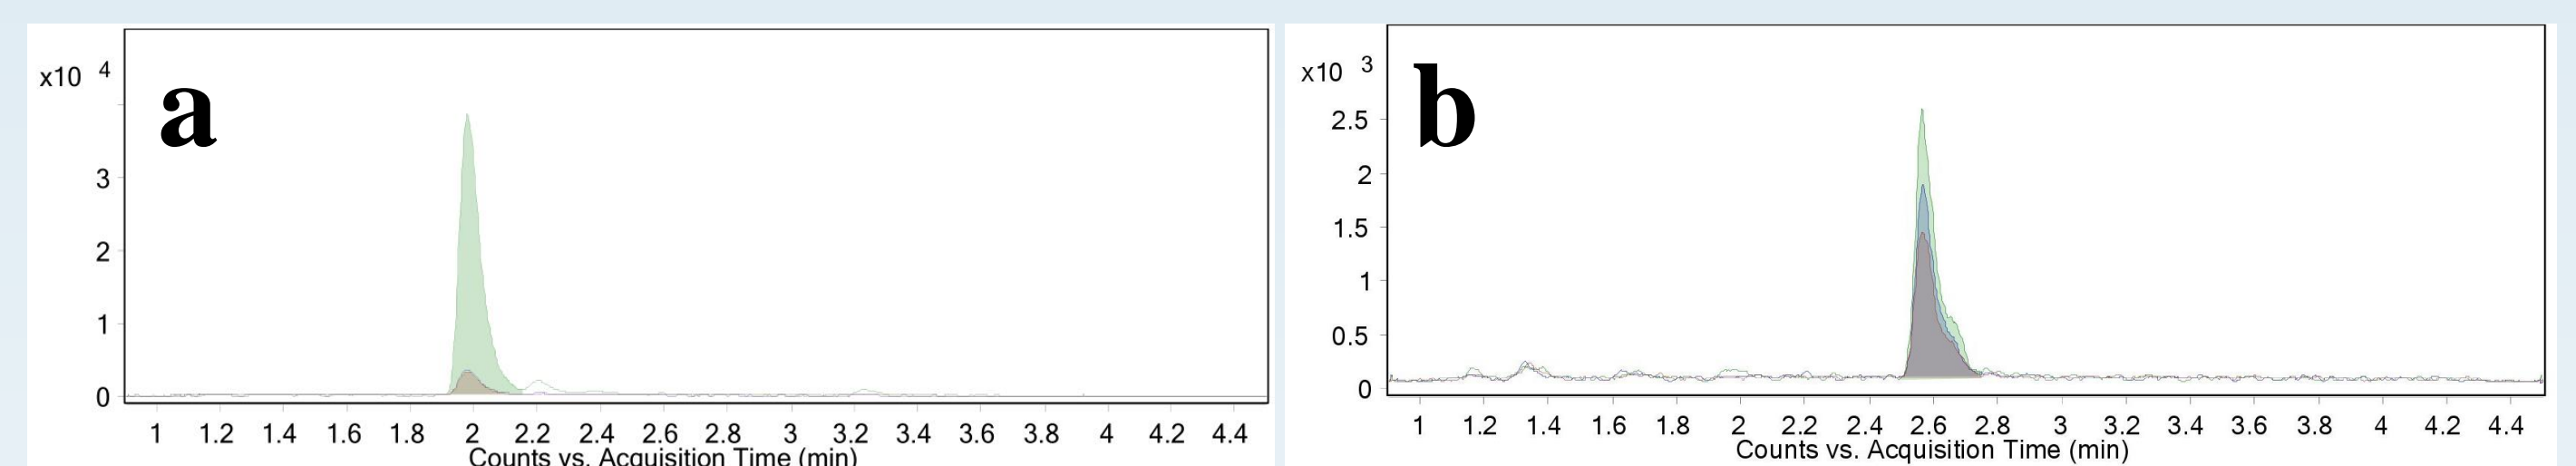 a
x10 4
3
2
1
0
1 1.2 1.4 1.6 1.8 2 2.2 2.4 2.6 2.8 3 3.2 3.4 3.6 3.8 4 4.2 4.4
Counts vs. Acquisition Time (min)
b
x10 3
2.5
2
1.5
1
0.5
0
1 1.2 1.4 1.6 1.8 2 2.2 2.4 2.6 2.8 3 3.2 3.4 3.6 3.8 4 4.2 4.4
Counts vs. Acquisition Time (min)